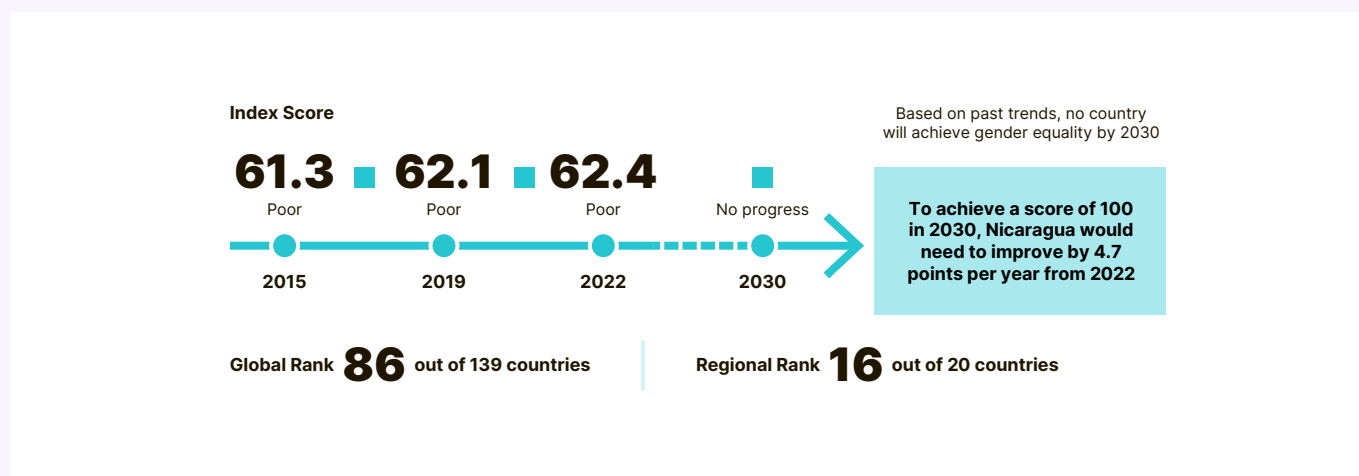 Index Score
61.3
62.1
62.4
Poor
Poor
Poor
No progress
2015
2019
2022
2030
Based on past trends, no country
will achieve gender equality by 2030
To achieve a score of 100
in 2030, Nicaragua would
need to improve by 4.7
points per year from 2022
Global Rank 86 out of 139 countries
Regional Rank 16 out of 20 countries